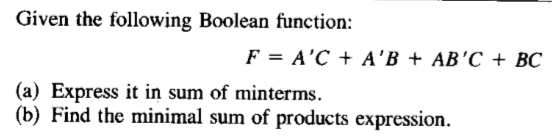 Given the following Boolean function:
F = A'C + A'B + AB'C + BC
(a) Express it in sum of minterms.
(b) Find the minimal sum of products expression.